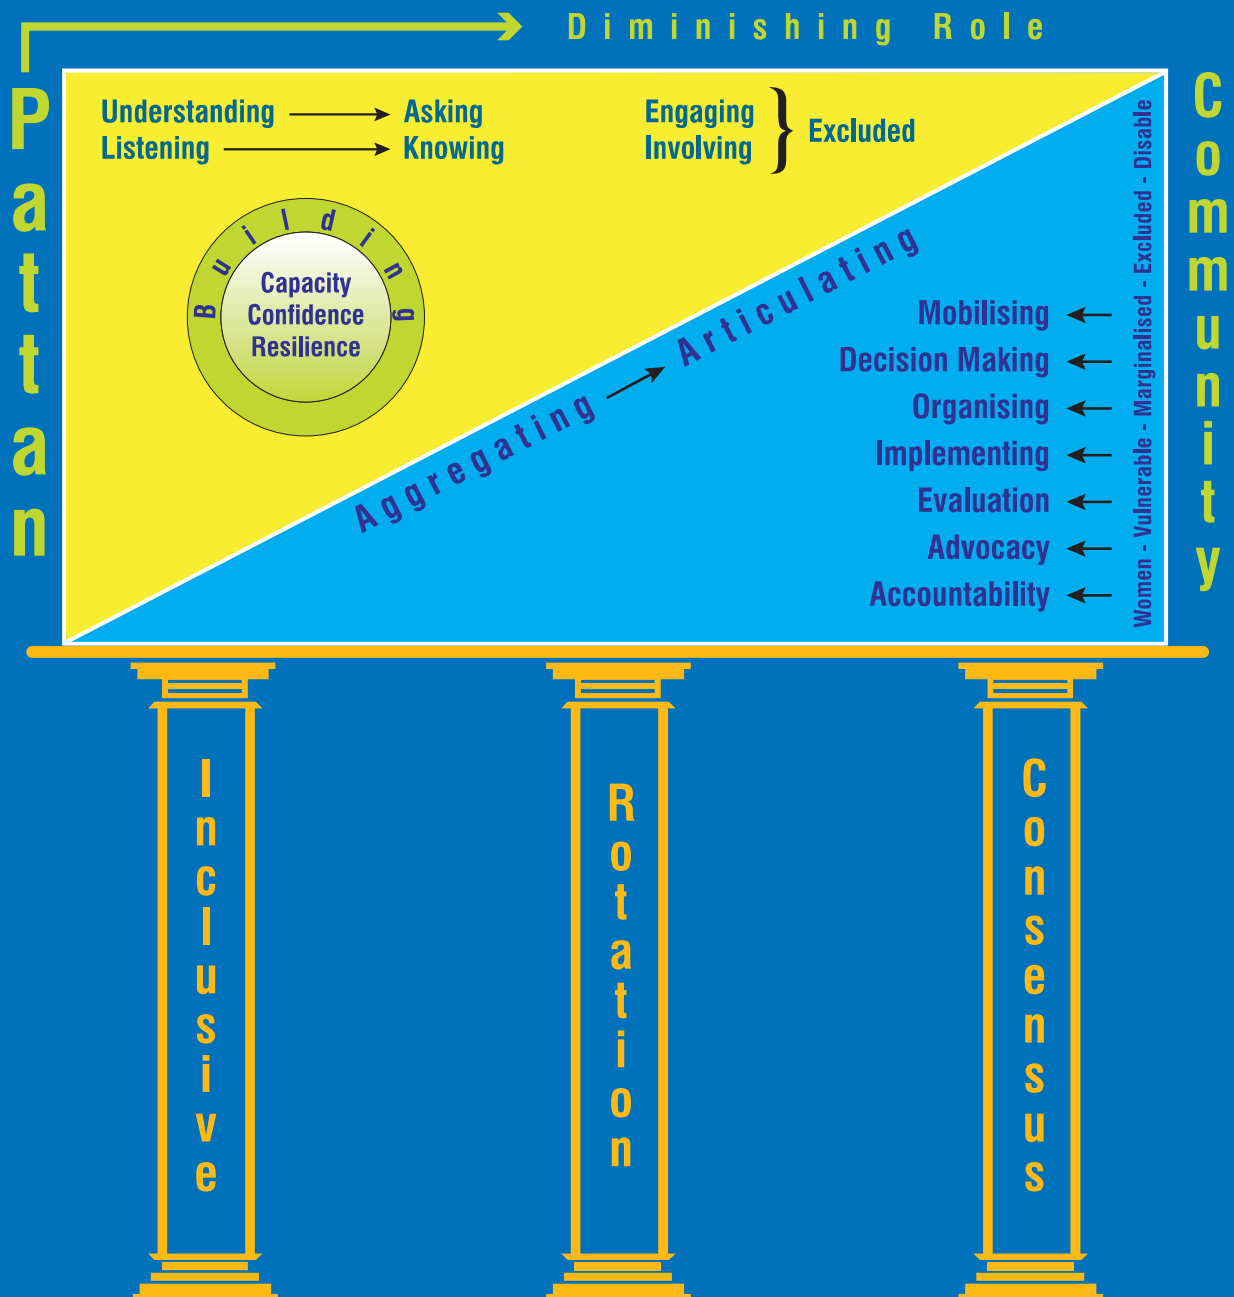 Diminishing Role
Pattan
Community
Understanding Asking
Listening Knowing
Engaging
Involving
Excluded
Building
Capacity
Confidence
Resilience
Aggregating Articulating
Mobilising
Decision Making
Organising
Implementing
Evaluation
Advocacy
Accountability
Women - Vulnerable - Marginalised - Excluded - Disable
Inclusive
Rotation
Consensus